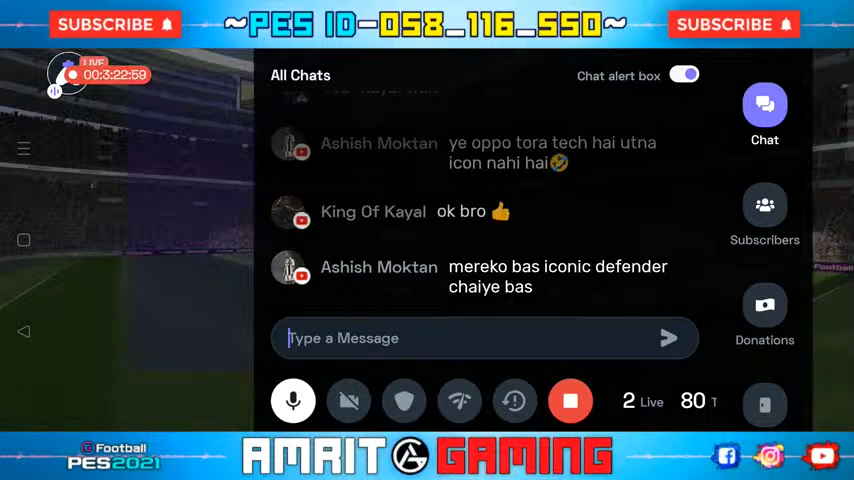 SUBSCRIBE
~PES ID-058_116_550~
SUBSCRIBE
LIVE
00:3:22:59
All Chats
Chat alert box
Chat
Ashish Moktan ye oppo tora tech hai utna
icon nahi hai🤣
King Of Kayal ok bro 👍
Subscribers
Ashish Moktan mereko bas iconic defender
chaiye bas
Donations
Type a Message
2 Live 80 T
eFootball
PES2021
AMRIT GAMING